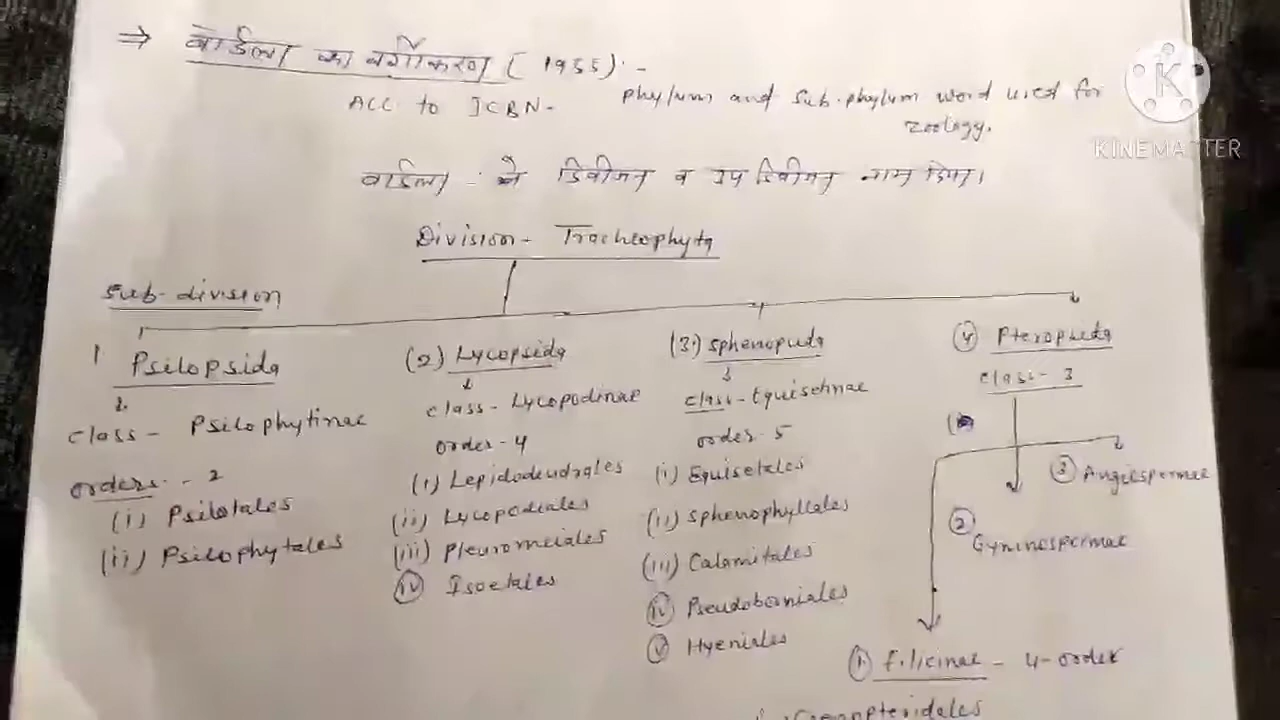 ⇒ वार्डला का वर्गीकरण ( 1955) : -
ACC to ICBN - phylum and sub-phylum word used for
zoology.
वार्डला - ने डिवीजन व उप डिवीजन नाम दिया।
Division - Tracheophyta
Sub-division
1 Psilopsida
class - Psilophytinae
orders - 2
(i) Psilotales
(ii) Psilophytales
(2) Lycopsida
class - Lycopodinae
order - 4
(i) Lepidodendrales
(ii) Lycopodiales
(iii) Pleuromeiales
(iv) Isoetales
(3.) Sphenopsida
class - Equisetinae
order - 5
(i) Equisetales
(ii) Sphenophyllales
(iii) Calamitales
(iv) Pseudoborniales
(v) Hyeniales
(4) Pteropsida
class - 3
(3) Angiospermae
(2) Gymnospermae
(1) filicinae - 4-order
K
KINEMASTER